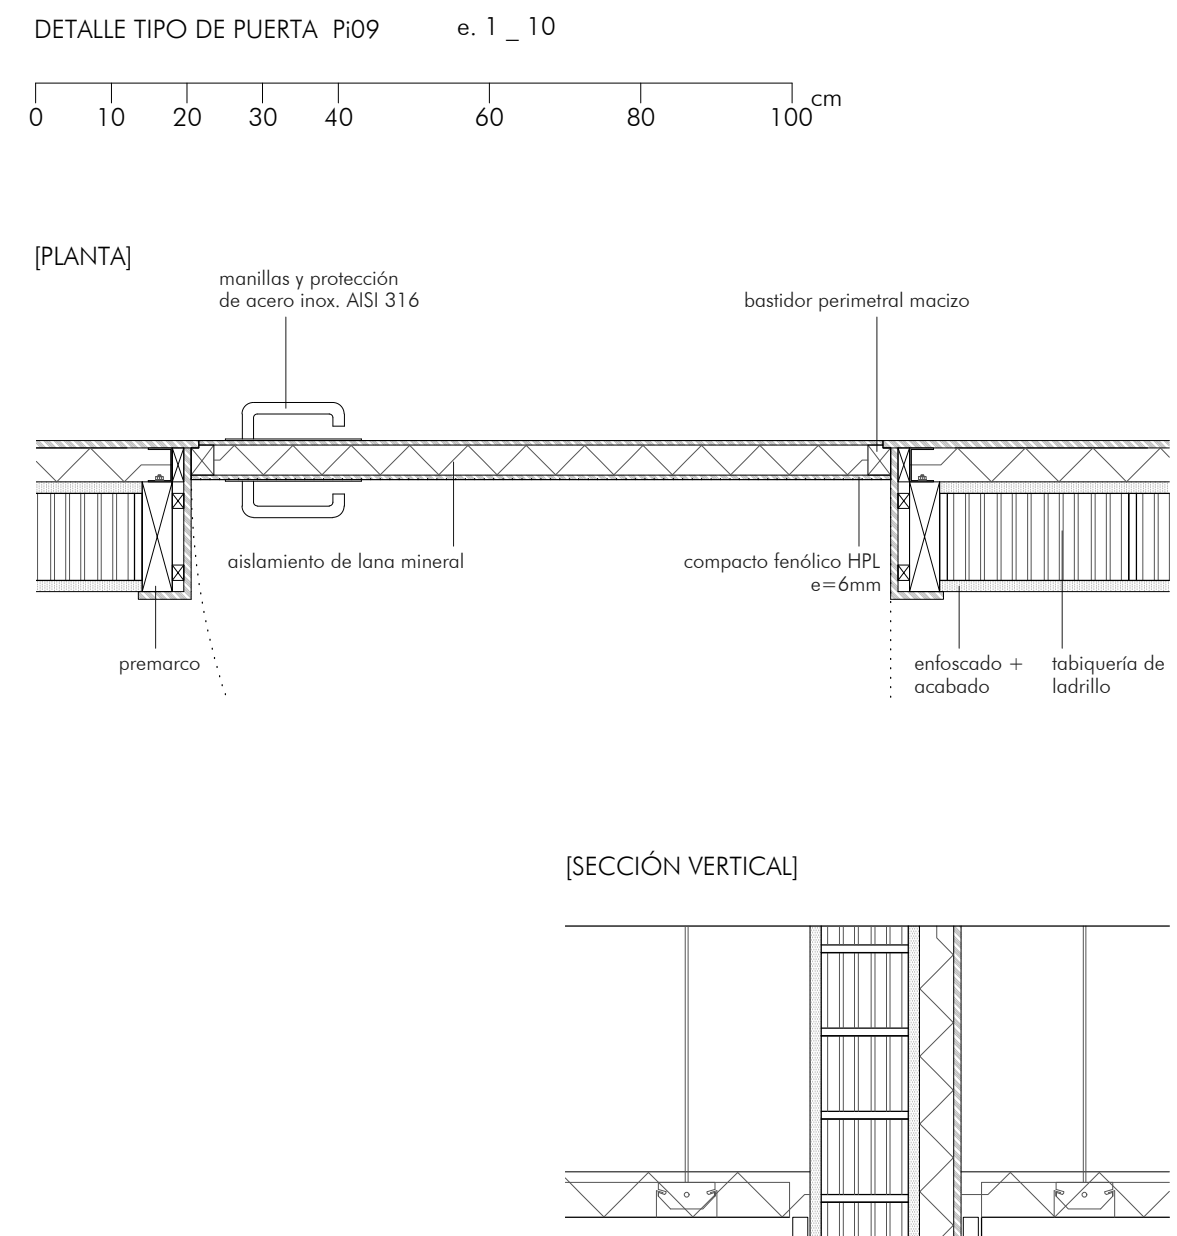 DETALLE TIPO DE PUERTA Pi09 e. 1 _ 10
0 10 20 30 40 60 80 100 cm
[PLANTA]
manillas y protección
de acero inox. AISI 316
bastidor perimetral macizo
aislamiento de lana mineral
compacto fenólico HPL
e=6mm
premarco
enfoscado +
acabado
tabiquería de
ladrillo
[SECCIÓN VERTICAL]